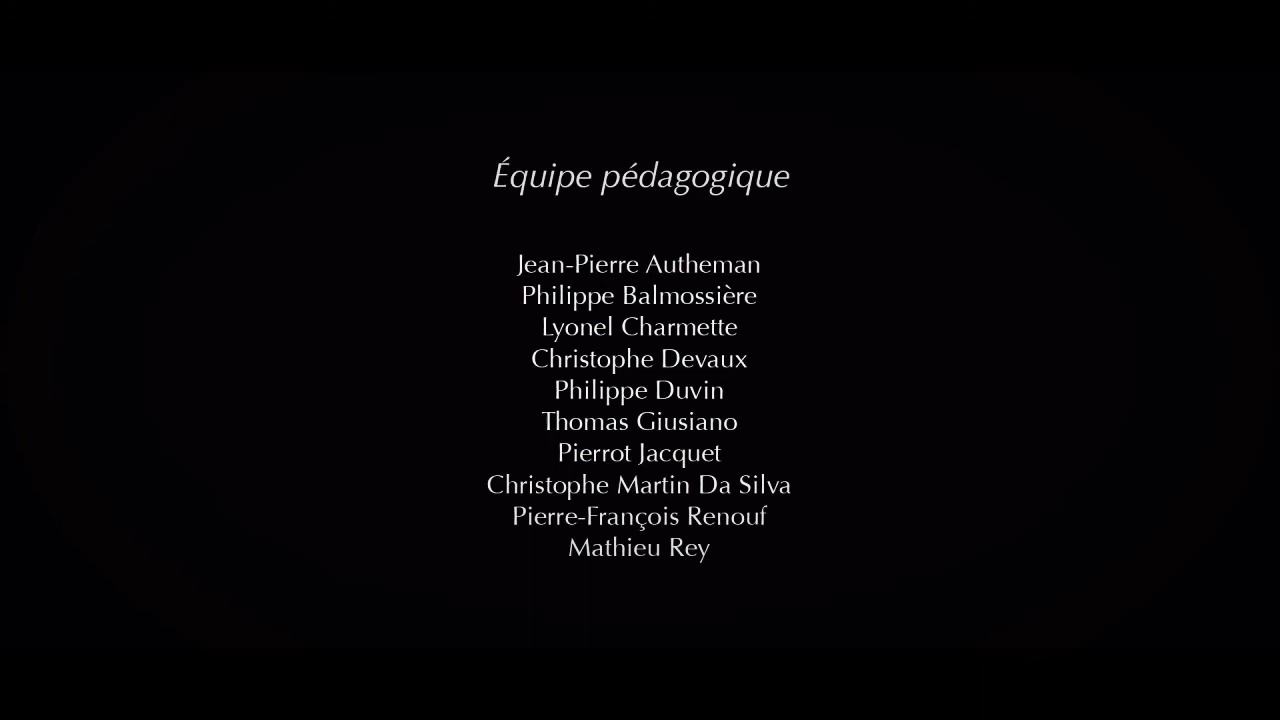 Équipe pédagogique
Jean-Pierre Autheman
Philippe Balmossière
Lyonel Charmette
Christophe Devaux
Philippe Duvin
Thomas Giusiano
Pierrot Jacquet
Christophe Martin Da Silva
Pierre-François Renouf
Mathieu Rey